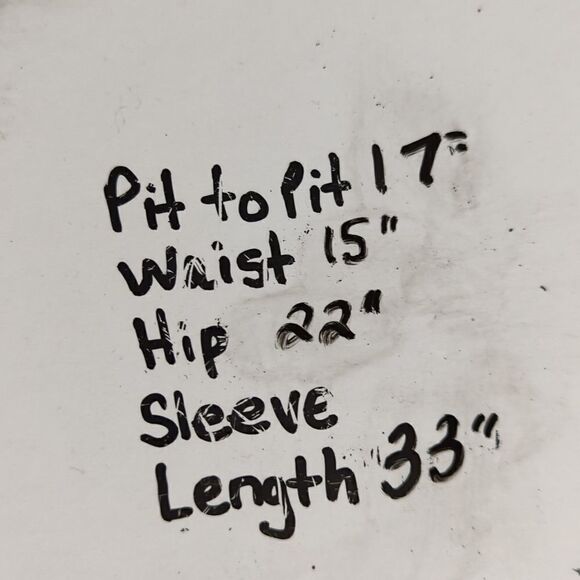 Pit to Pit 17"
Waist 15"
Hip 22"
Sleeve
Length 33"